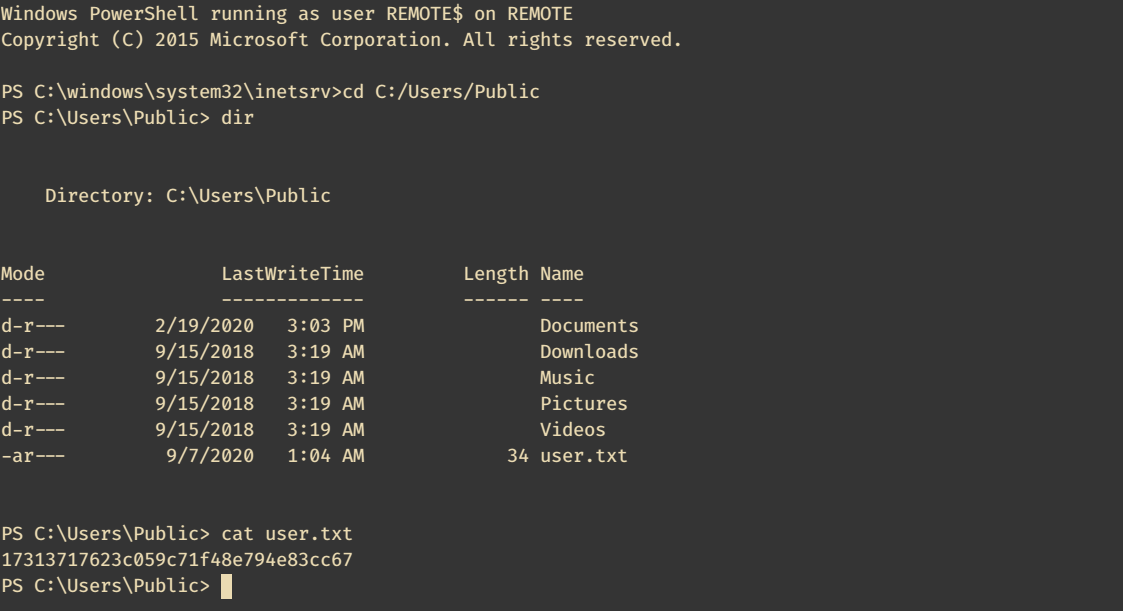 Windows PowerShell running as user REMOTE$ on REMOTE
Copyright (C) 2015 Microsoft Corporation. All rights reserved.

PS C:\windows\system32\inetsrv>cd C:/Users/Public
PS C:\Users\Public> dir


    Directory: C:\Users\Public


Mode                LastWriteTime         Length Name
----                -------------         ------ ----
d-r---        2/19/2020   3:03 PM                Documents
d-r---        9/15/2018   3:19 AM                Downloads
d-r---        9/15/2018   3:19 AM                Music
d-r---        9/15/2018   3:19 AM                Pictures
d-r---        9/15/2018   3:19 AM                Videos
-ar---         9/7/2020   1:04 AM             34 user.txt


PS C:\Users\Public> cat user.txt
17313717623c059c71f48e794e83cc67
PS C:\Users\Public>